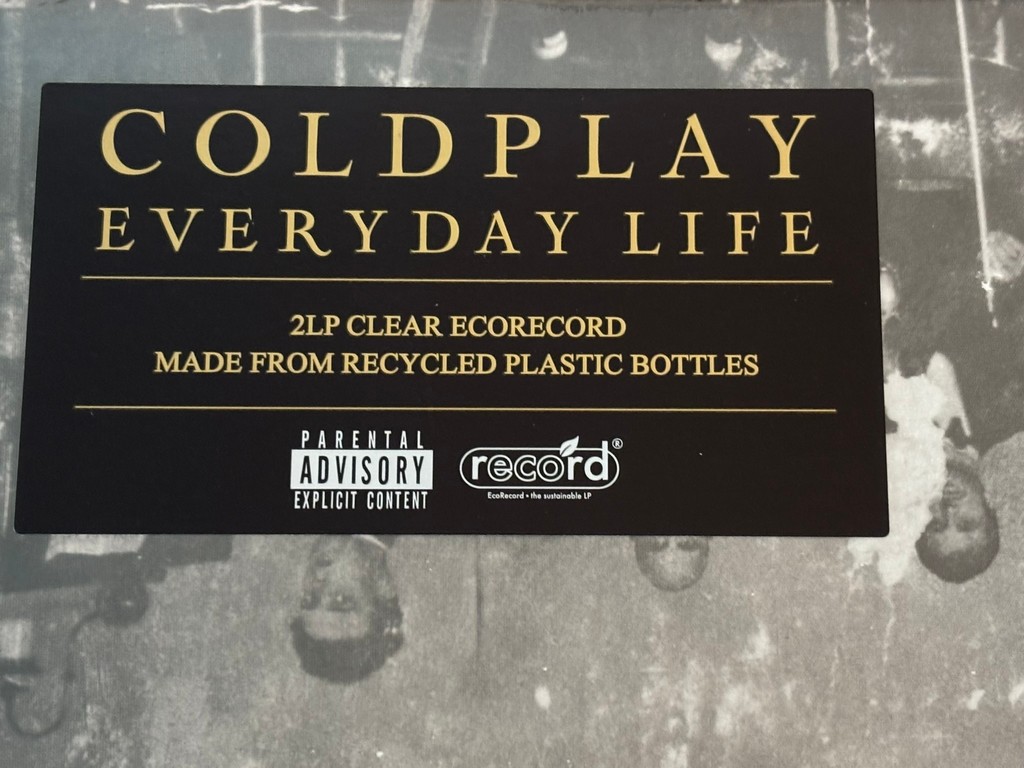 COLDPLAY
EVERYDAY LIFE
2LP CLEAR ECORECORD
MADE FROM RECYCLED PLASTIC BOTTLES
PARENTAL
ADVISORY
EXPLICIT CONTENT
record®
EcoRecord • the sustainable LP